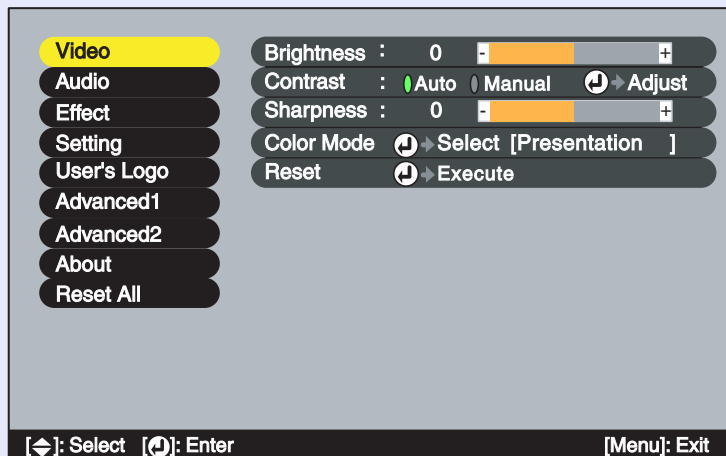 Video
Audio
Effect
Setting
User's Logo
Advanced1
Advanced2
About
Reset All
Brightness : 0 - +
Contrast : Auto Manual Adjust
Sharpness : 0 - +
Color Mode Select [Presentation ]
Reset Execute
[ ]: Select [ ]: Enter
[Menu]: Exit